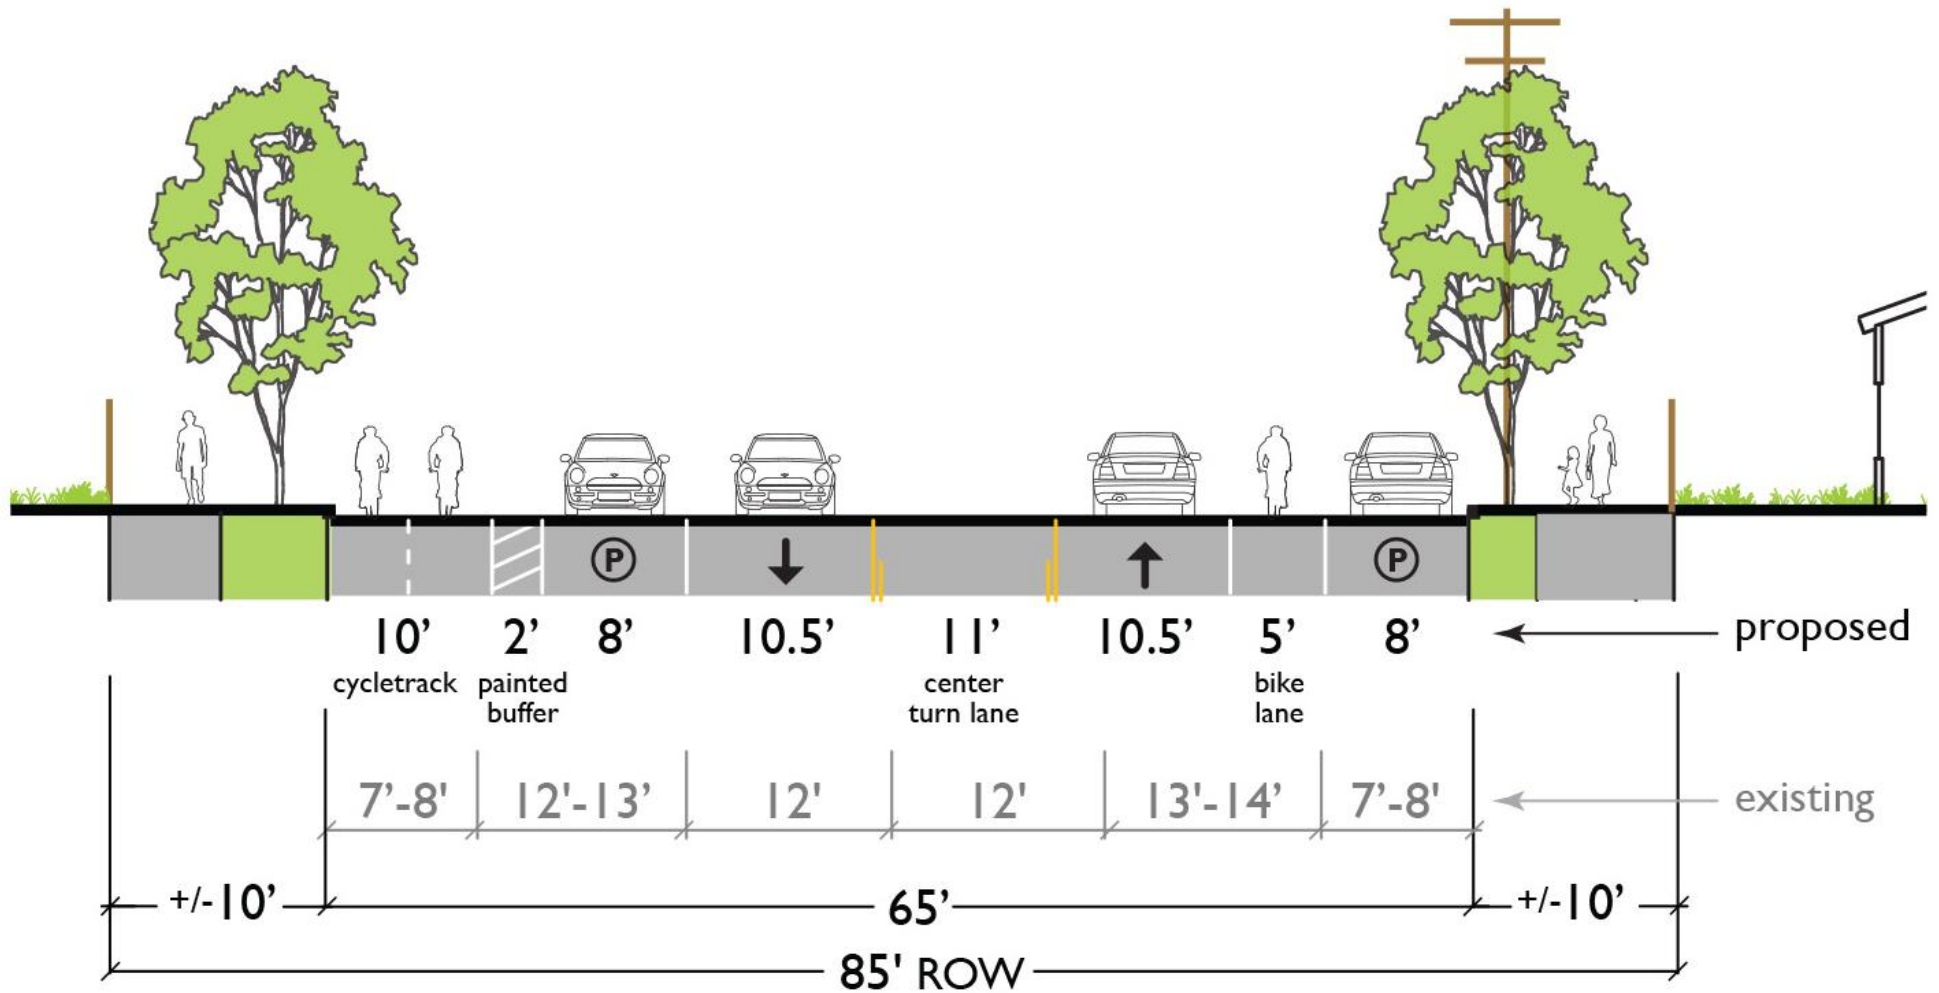 P
P
10’ 2’ 8’ 10.5’ 11’ 10.5’ 5’ 8’ proposed
cycletrack painted center bike
buffer turn lane lane
7’-8' 12'-13’ 12' 12' 13'-14’ 7’-8' existing
+/-10’ 65’ +/-10’
85' ROW